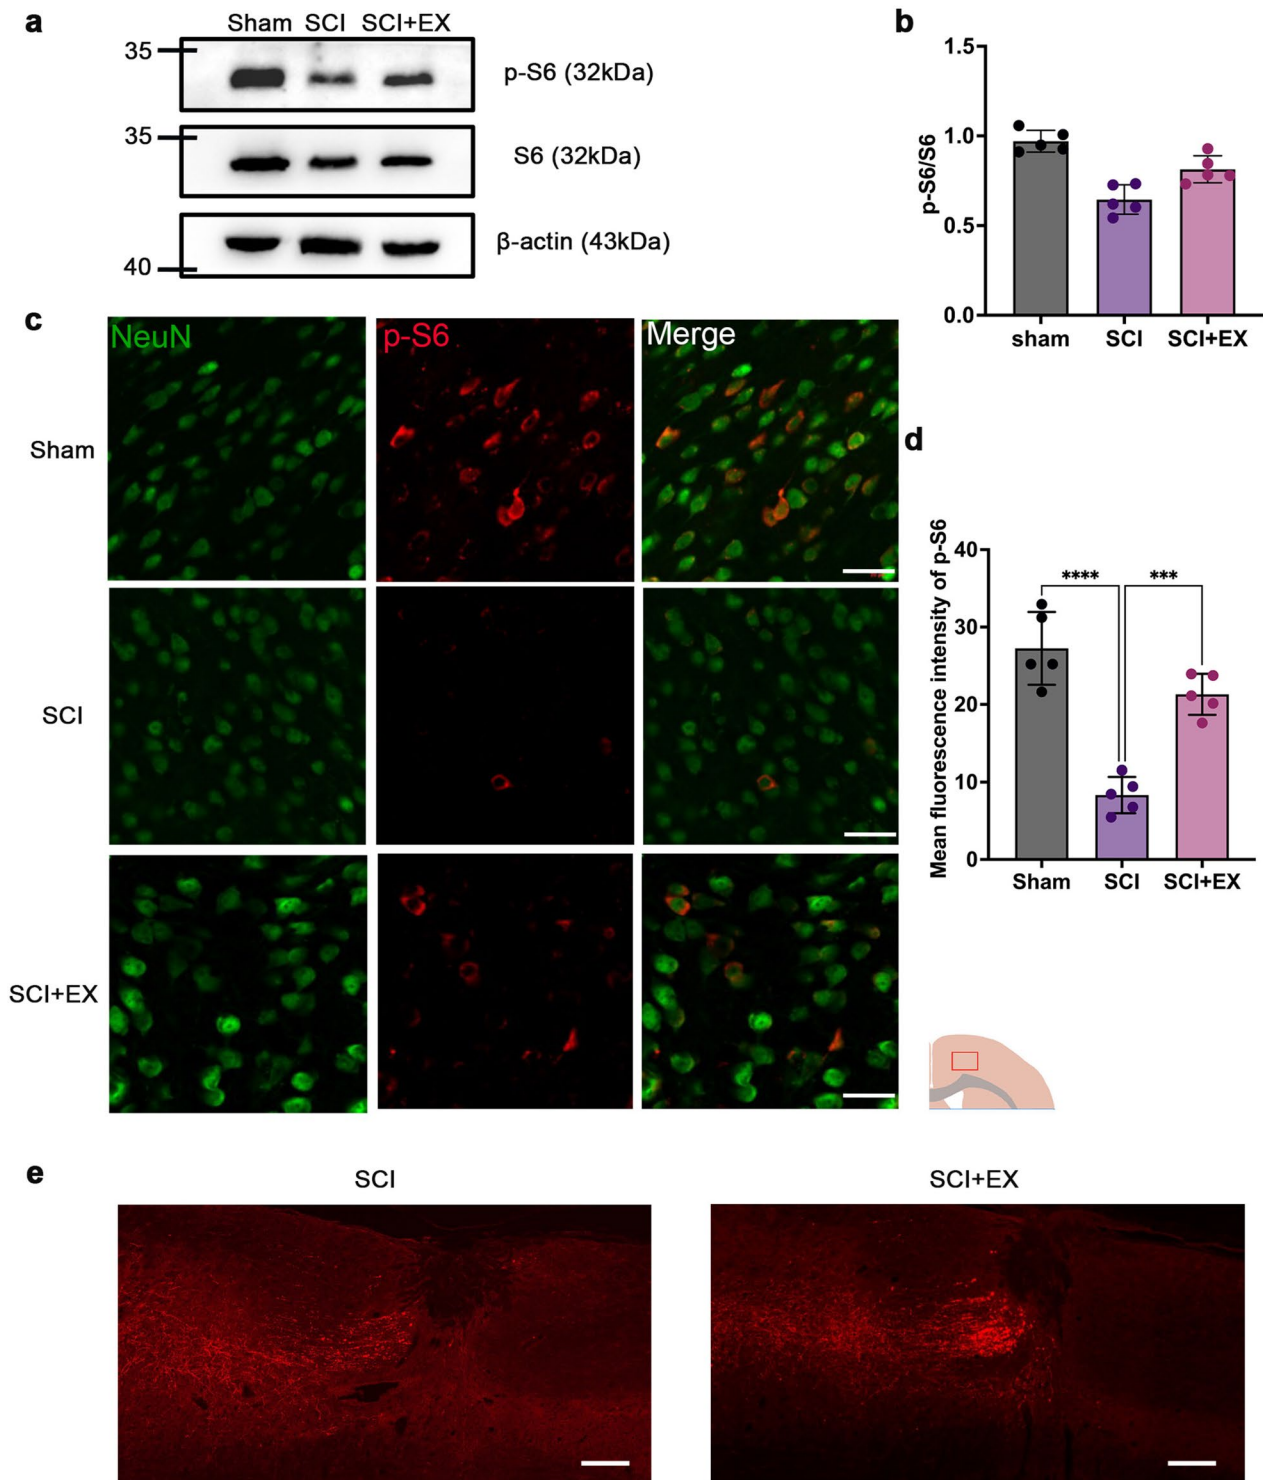 a
Sham SCI SCI+EX
35
p-S6 (32kDa)
35
S6 (32kDa)
40
β-actin (43kDa)
b
p-S6/S6
1.5
1.0
0.5
0.0
sham SCI SCI+EX
c
NeuN p-S6 Merge
Sham
SCI
SCI+EX
d
Mean fluorescence intensity of p-S6
40
30
20
10
0
**** ***
Sham SCI SCI+EX
e
SCI SCI+EX